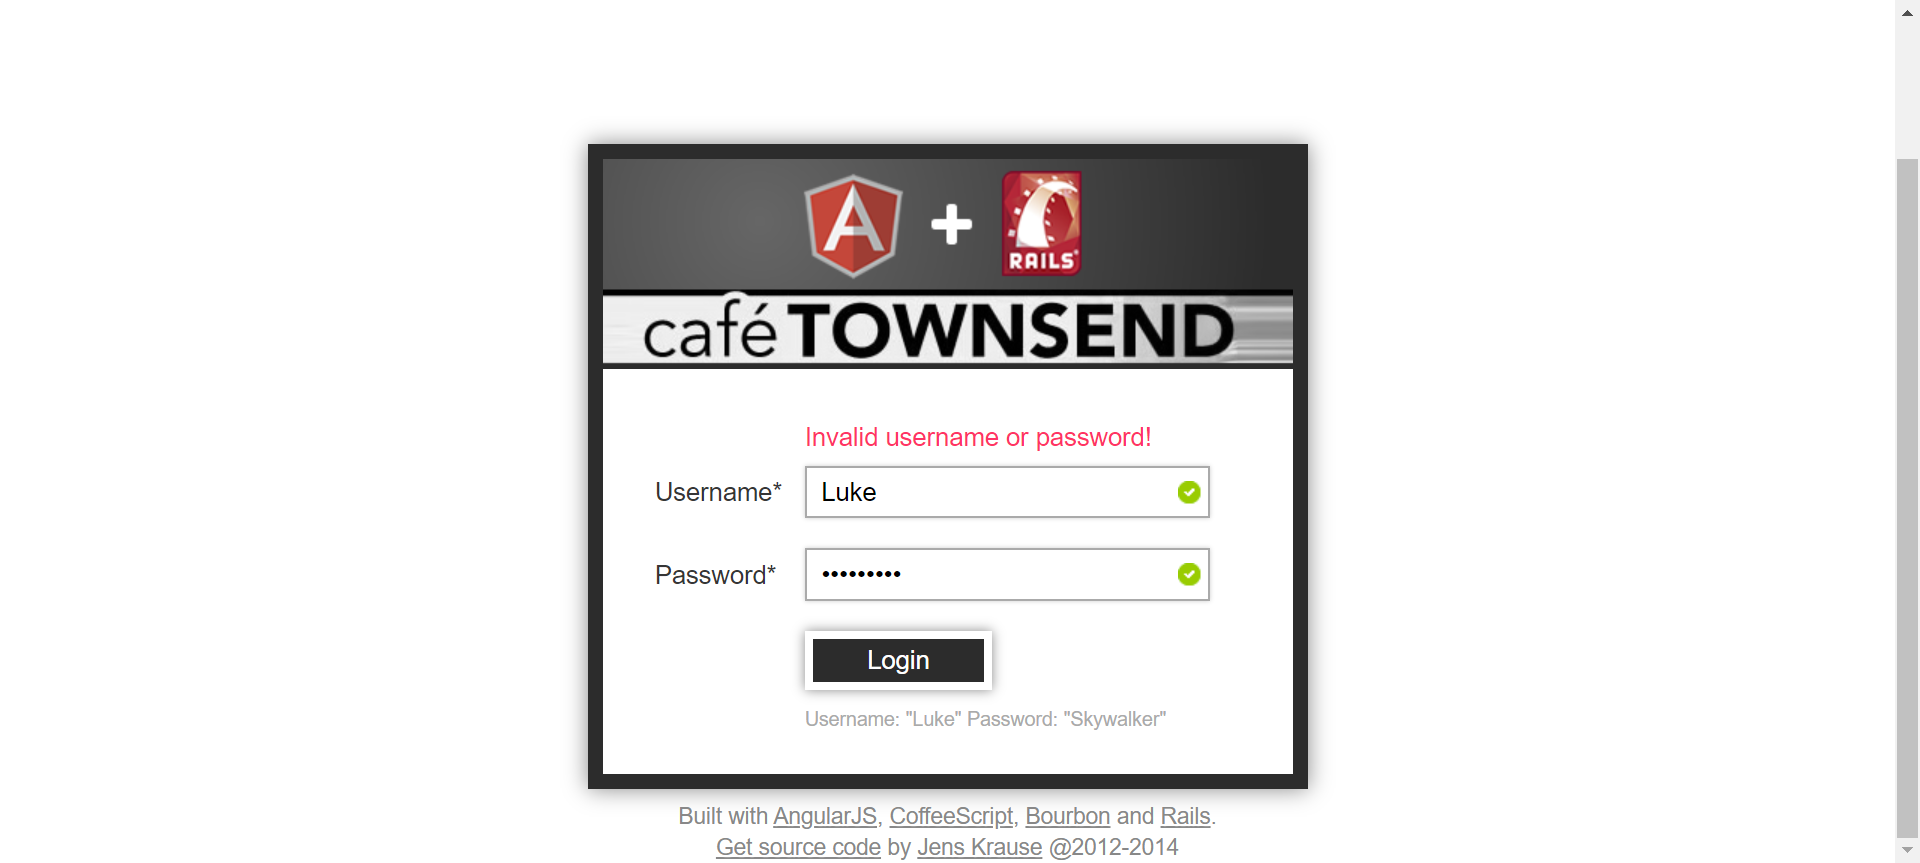 A
RAILS
café TOWNSEND
Invalid username or password!
Username* Luke
Password* •••••••••
Login
Username: "Luke" Password: "Skywalker"
Built with AngularJS, CoffeeScript, Bourbon and Rails.
Get source code by Jens Krause @2012-2014